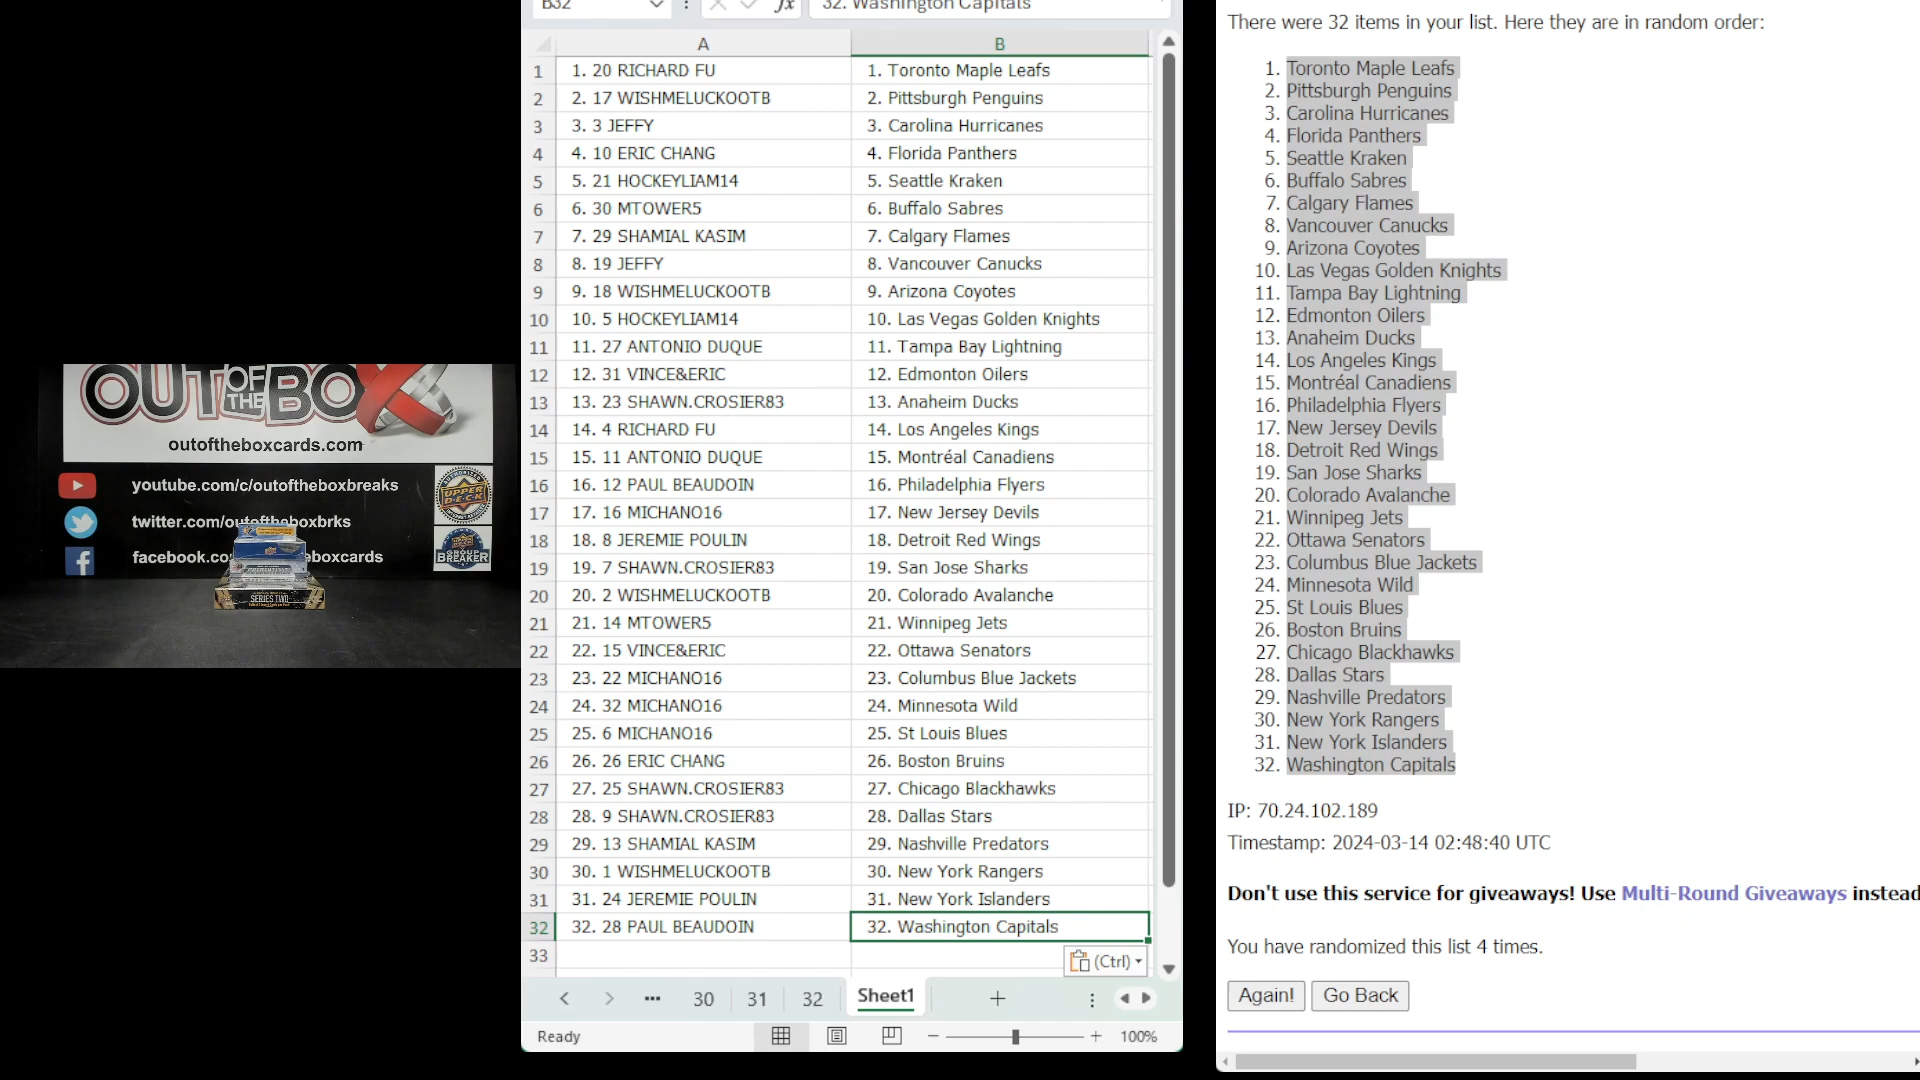 OUT OF THE BOX
outoftheboxcards.com
youtube.com/c/outoftheboxbreaks
twitter.com/outoftheboxbrks
facebook.co eboxcards
AUTHORIZED
UPPER DECK
UPPER DECK
GROUP BREAKER
SERIES TWO
B32
fx
32. Washington Capitals
A B
1 1. 20 RICHARD FU 1. Toronto Maple Leafs
2 2. 17 WISHMELUCKOOTB 2. Pittsburgh Penguins
3 3. 3 JEFFY 3. Carolina Hurricanes
4 4. 10 ERIC CHANG 4. Florida Panthers
5 5. 21 HOCKEYLIAM14 5. Seattle Kraken
6 6. 30 MTOWER5 6. Buffalo Sabres
7 7. 29 SHAMIAL KASIM 7. Calgary Flames
8 8. 19 JEFFY 8. Vancouver Canucks
9 9. 18 WISHMELUCKOOTB 9. Arizona Coyotes
10 10. 5 HOCKEYLIAM14 10. Las Vegas Golden Knights
11 11. 27 ANTONIO DUQUE 11. Tampa Bay Lightning
12 12. 31 VINCE&ERIC 12. Edmonton Oilers
13 13. 23 SHAWN.CROSIER83 13. Anaheim Ducks
14 14. 4 RICHARD FU 14. Los Angeles Kings
15 15. 11 ANTONIO DUQUE 15. Montréal Canadiens
16 16. 12 PAUL BEAUDOIN 16. Philadelphia Flyers
17 17. 16 MICHANO16 17. New Jersey Devils
18 18. 8 JEREMIE POULIN 18. Detroit Red Wings
19 19. 7 SHAWN.CROSIER83 19. San Jose Sharks
20 20. 2 WISHMELUCKOOTB 20. Colorado Avalanche
21 21. 14 MTOWER5 21. Winnipeg Jets
22 22. 15 VINCE&ERIC 22. Ottawa Senators
23 23. 22 MICHANO16 23. Columbus Blue Jackets
24 24. 32 MICHANO16 24. Minnesota Wild
25 25. 6 MICHANO16 25. St Louis Blues
26 26. 26 ERIC CHANG 26. Boston Bruins
27 27. 25 SHAWN.CROSIER83 27. Chicago Blackhawks
28 28. 9 SHAWN.CROSIER83 28. Dallas Stars
29 29. 13 SHAMIAL KASIM 29. Nashville Predators
30 30. 1 WISHMELUCKOOTB 30. New York Rangers
31 31. 24 JEREMIE POULIN 31. New York Islanders
32 32. 28 PAUL BEAUDOIN 32. Washington Capitals
33
(Ctrl)
... 30 31 32 Sheet1 +
Ready 100%
There were 32 items in your list. Here they are in random order:
1. Toronto Maple Leafs
2. Pittsburgh Penguins
3. Carolina Hurricanes
4. Florida Panthers
5. Seattle Kraken
6. Buffalo Sabres
7. Calgary Flames
8. Vancouver Canucks
9. Arizona Coyotes
10. Las Vegas Golden Knights
11. Tampa Bay Lightning
12. Edmonton Oilers
13. Anaheim Ducks
14. Los Angeles Kings
15. Montréal Canadiens
16. Philadelphia Flyers
17. New Jersey Devils
18. Detroit Red Wings
19. San Jose Sharks
20. Colorado Avalanche
21. Winnipeg Jets
22. Ottawa Senators
23. Columbus Blue Jackets
24. Minnesota Wild
25. St Louis Blues
26. Boston Bruins
27. Chicago Blackhawks
28. Dallas Stars
29. Nashville Predators
30. New York Rangers
31. New York Islanders
32. Washington Capitals
IP: 70.24.102.189
Timestamp: 2024-03-14 02:48:40 UTC
Don't use this service for giveaways! Use Multi-Round Giveaways instead
You have randomized this list 4 times.
Again! Go Back